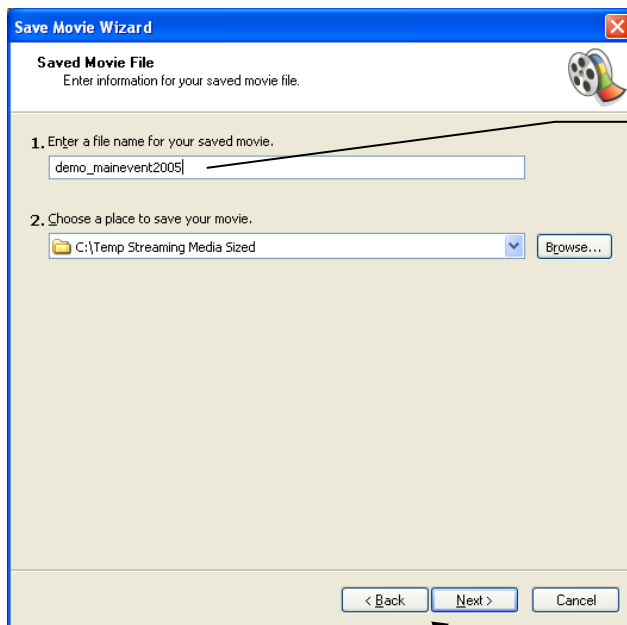 Save Movie Wizard
Saved Movie File
Enter information for your saved movie file.
1. Enter a file name for your saved movie.
demo_mainevent2005
2. Choose a place to save your movie.
C:\Temp Streaming Media Sized
Browse...
< Back Next > Cancel